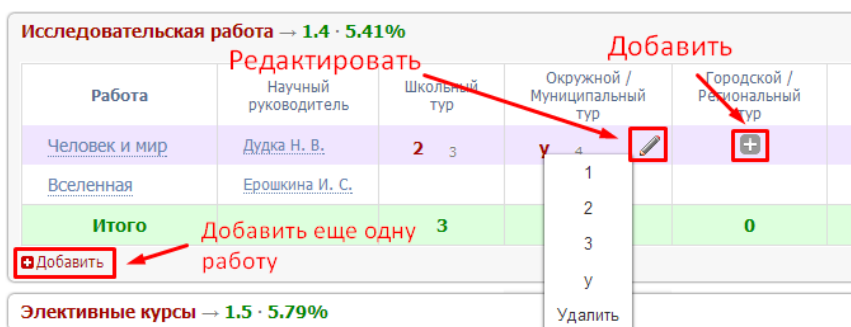 Исследовательская работа → 1.4 · 5.41%
Редактировать
Добавить
Работа
Научный
руководитель
Школьный
тур
Окружной /
Муниципальный
тур
Городской /
Региональный
тур
Человек и мир
Дудка Н. В.
2 3
у 4
Вселенная
Ерошкина И. С.
1
2
3
у
Удалить
Итого
3
0
Добавить еще одну
работу
Добавить
Элективные курсы → 1.5 · 5.79%